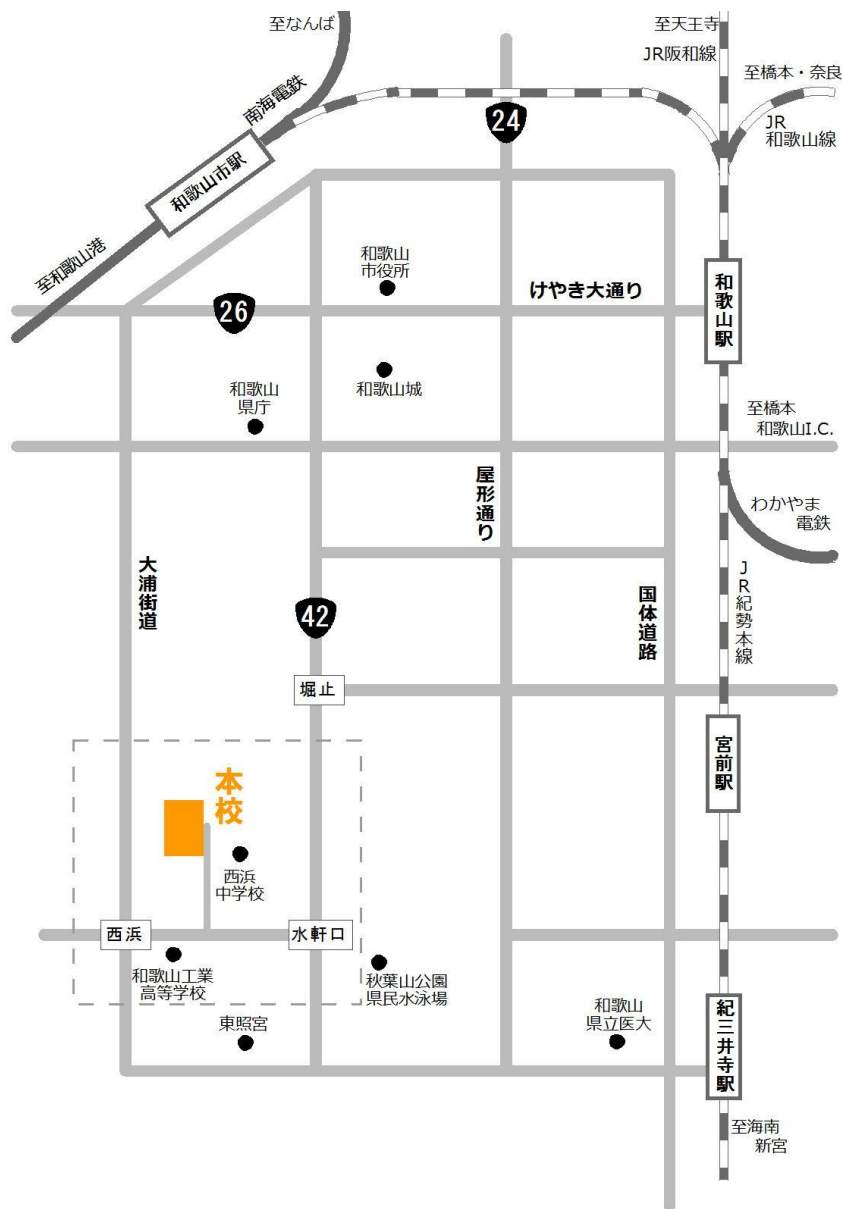 至なんば
至天王寺
JR阪和線
至橋本・奈良
南海電鉄
24
JR
和歌山線
和歌山市駅
至和歌山港
和歌山
市役所
けやき大通り
和歌山駅
26
和歌山
県庁
和歌山城
至橋本
和歌山I.C.
屋形通り
わかやま
電鉄
大浦街道
42
国体道路
JR紀勢本線
堀止
宮前駅
本校
西浜
中学校
西浜
水軒口
和歌山工業
高等学校
秋葉山公園
県民水泳場
和歌山
県立医大
紀三井寺駅
東照宮
至海南
新宮